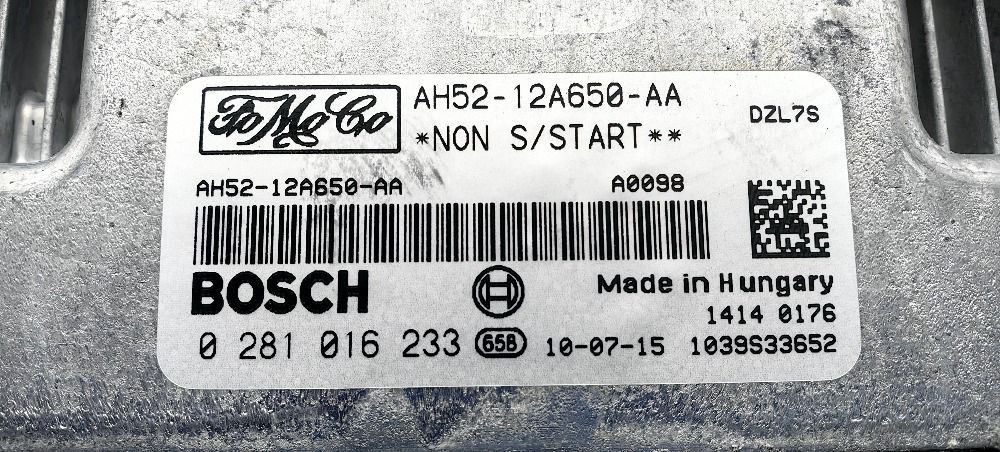 FoMoCo
AH52-12A650-AA
*NON S/START**
DZL7S
AH52-12A650-AA A0098
BOSCH
Made in Hungary
1414 0176
0 281 016 233 658 10-07-15 1039S33652